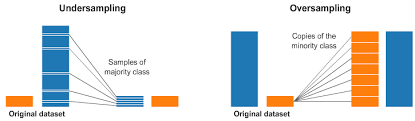 Undersampling
Samples of
majority class
Original dataset
Oversampling
Copies of the
minority class
Original dataset